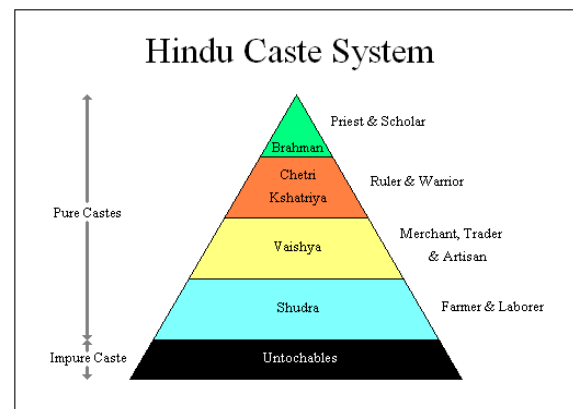 Hindu Caste System
Priest & Scholar
Brahman
Chetri
Kshatriya
Ruler & Warrior
Pure Castes
Merchant, Trader
& Artisan
Vaishya
Shudra
Farmer & Laborer
Impure Caste
Untochables